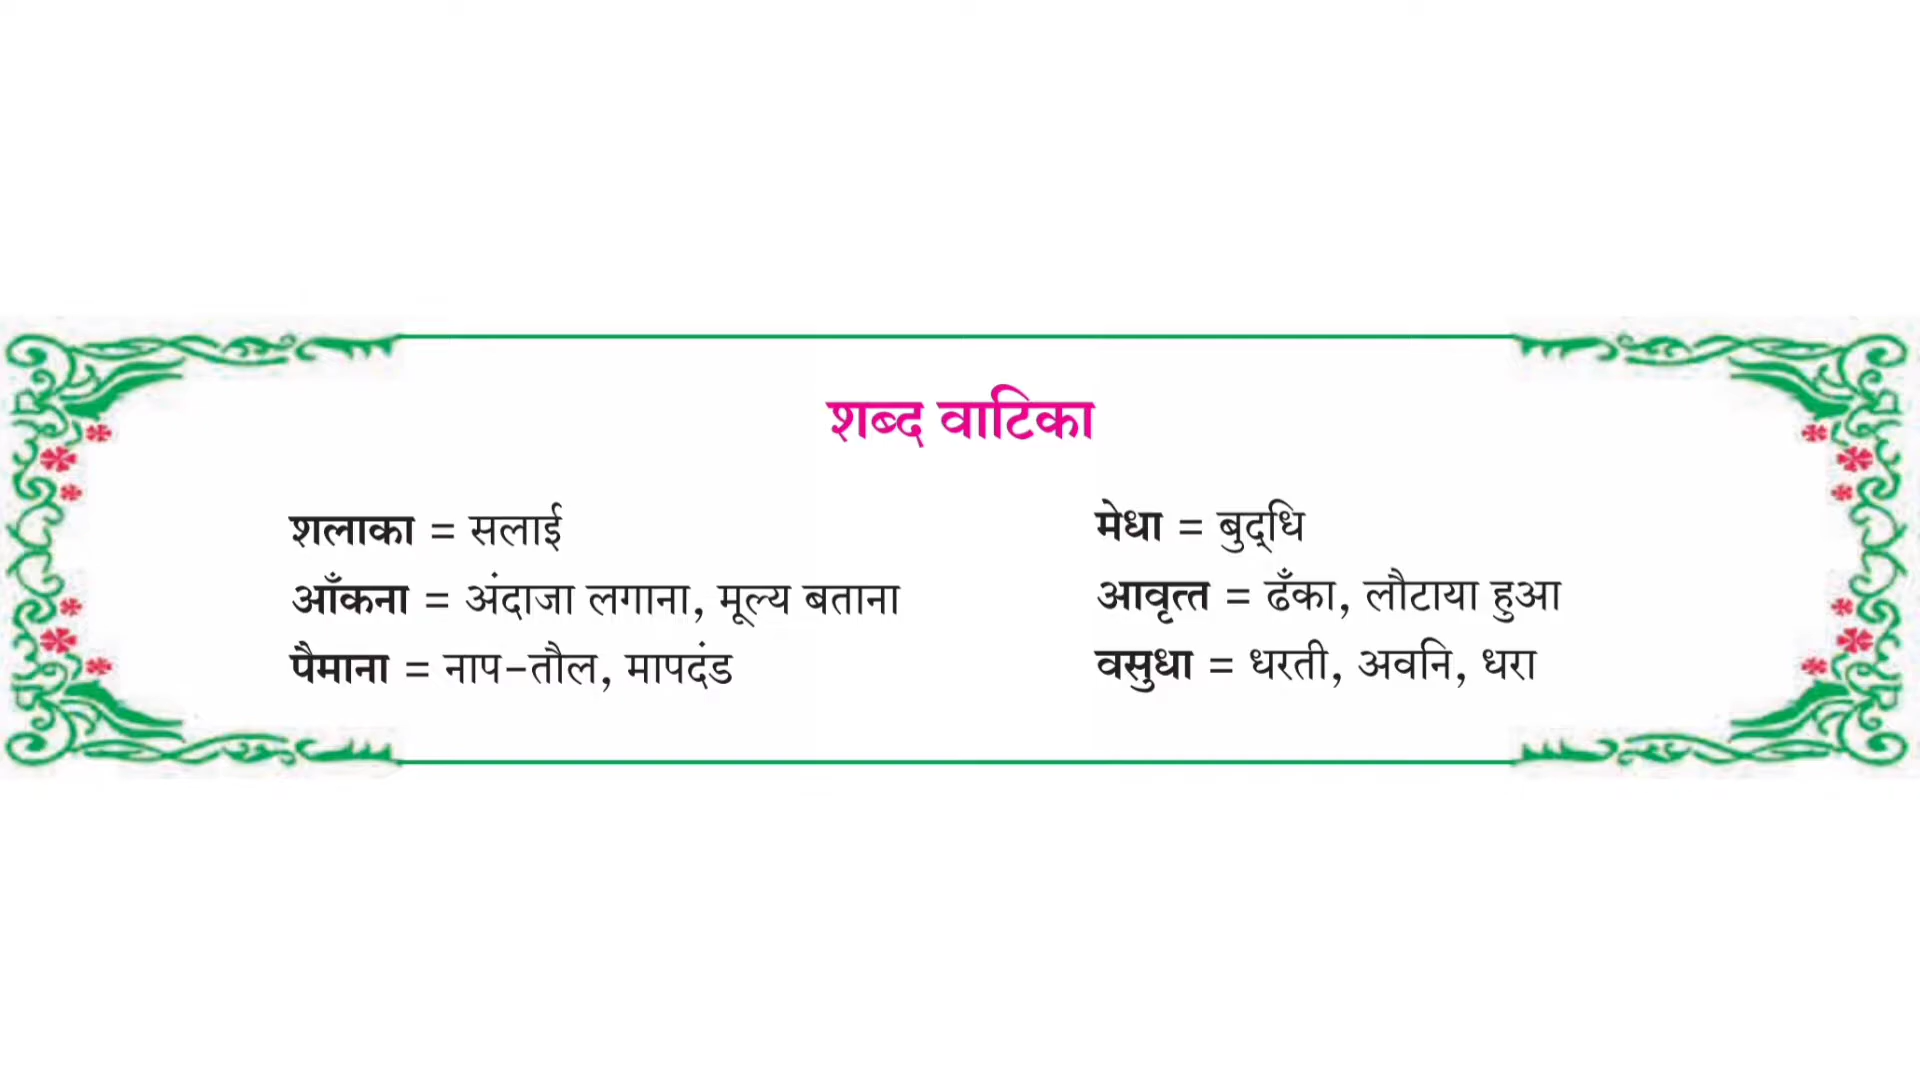 शब्द वाटिका
शलाका = सलाई
आँकना = अंदाजा लगाना, मूल्य बताना
पैमाना = नाप-तौल, मापदंड
मेधा = बुद्‌धि
आवृत्त = ढँका, लौटाया हुआ
वसुधा = धरती, अवनि, धरा